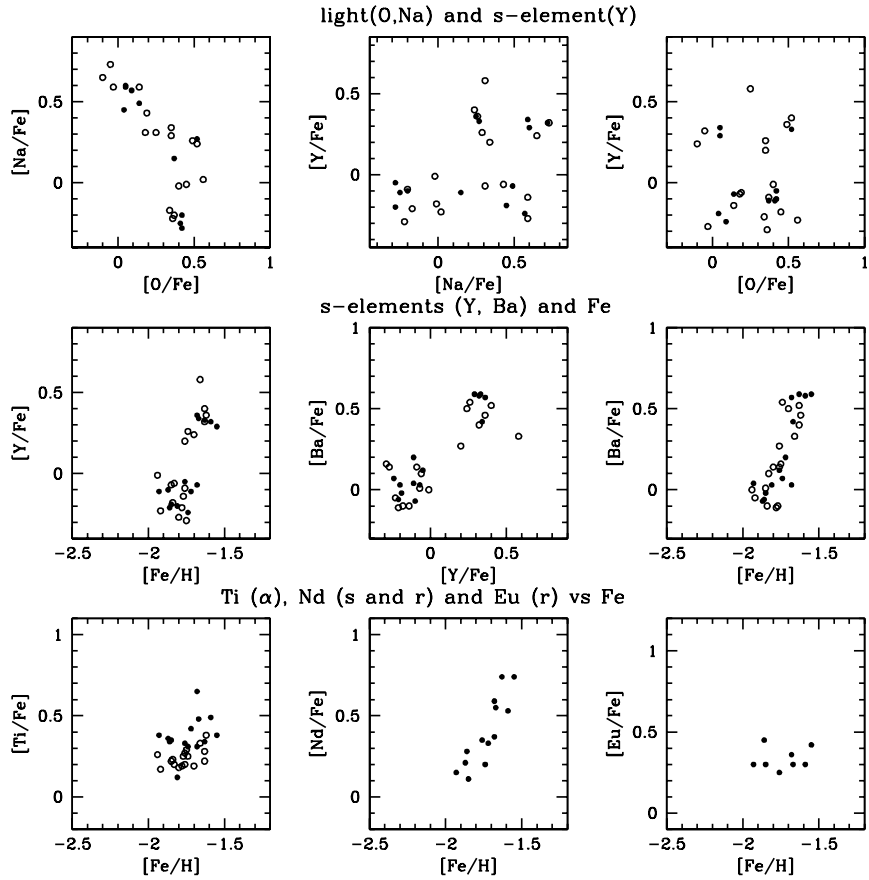 light(O,Na) and s-element(Y)
[Na/Fe]
0.5
0
0
0.5
1
[O/Fe]
[Y/Fe]
0.5
0
0
0.5
[Na/Fe]
[Y/Fe]
0.5
0
0
0.5
1
[O/Fe]
s-elements (Y, Ba) and Fe
[Y/Fe]
0.5
0
-2.5
-2
-1.5
[Fe/H]
[Ba/Fe]
1
0.5
0
0
0.5
[Y/Fe]
[Ba/Fe]
1
0.5
0
-2.5
-2
-1.5
[Fe/H]
Ti (α), Nd (s and r) and Eu (r) vs Fe
[Ti/Fe]
1
0.5
0
-2.5
-2
-1.5
[Fe/H]
[Nd/Fe]
1
0.5
0
-2.5
-2
-1.5
[Fe/H]
[Eu/Fe]
1
0.5
0
-2.5
-2
-1.5
[Fe/H]